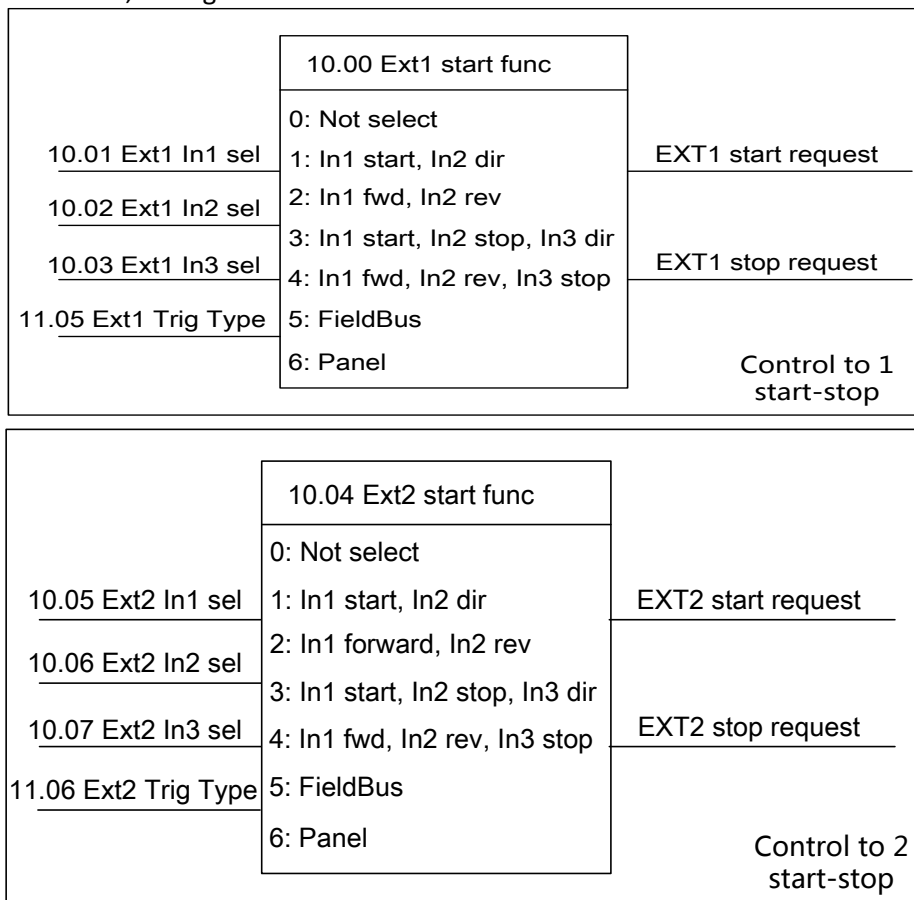 10.00 Ext1 start func
0: Not select
10.01 Ext1 In1 sel
1: In1 start, In2 dir
EXT1 start request
10.02 Ext1 In2 sel
2: In1 fwd, In2 rev
3: In1 start, In2 stop, In3 dir
10.03 Ext1 In3 sel
4: In1 fwd, In2 rev, In3 stop
EXT1 stop request
11.05 Ext1 Trig Type
5: FieldBus
6: Panel
Control to 1
start-stop
10.04 Ext2 start func
0: Not select
10.05 Ext2 In1 sel
1: In1 start, In2 dir
EXT2 start request
10.06 Ext2 In2 sel
2: In1 forward, In2 rev
3: In1 start, In2 stop, In3 dir
10.07 Ext2 In3 sel
4: In1 fwd, In2 rev, In3 stop
EXT2 stop request
11.06 Ext2 Trig Type
5: FieldBus
6: Panel
Control to 2
start-stop